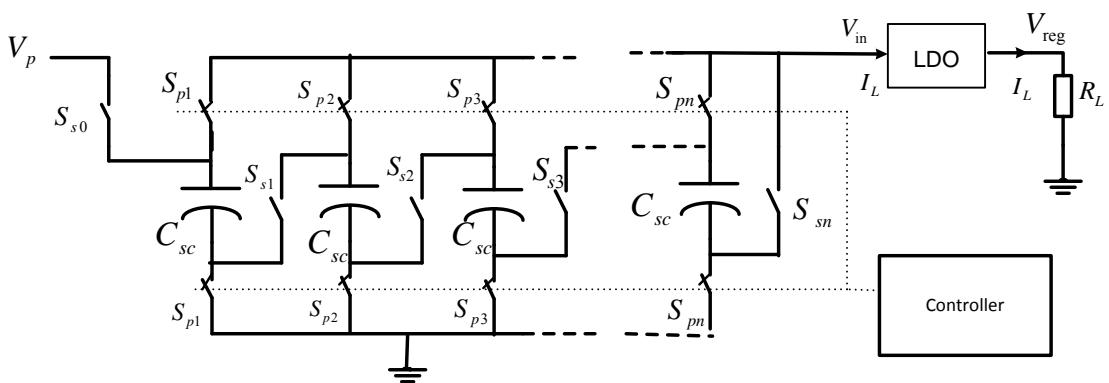 V_p
V_in
V_reg
LDO
I_L
I_L
R_L
S_p1
S_p2
S_p3
S_pn
S_s0
S_s1
S_s2
S_s3
S_sn
C_sc
C_sc
C_sc
C_sc
S_p1
S_p2
S_p3
S_pn
Controller